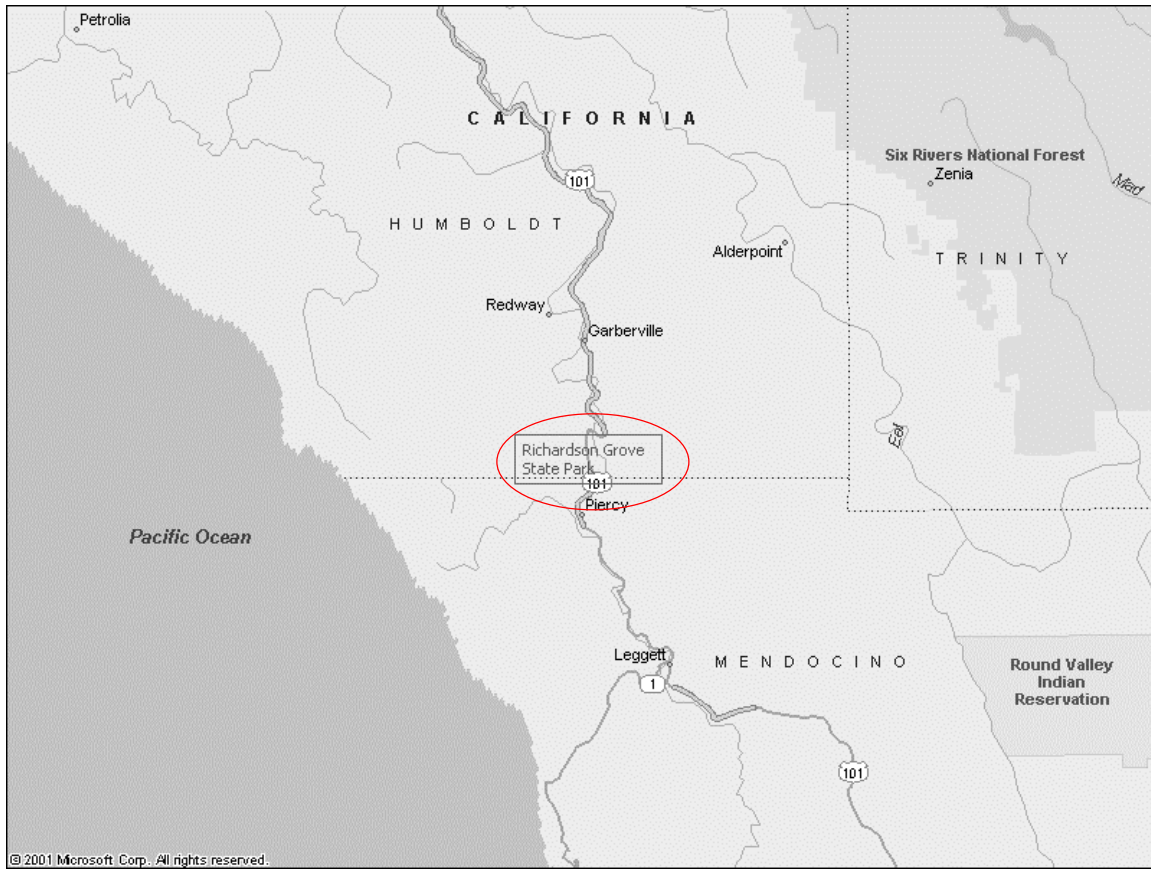 Petrolia
CALIFORNIA
Six Rivers National Forest
Zenia
101
Mad
HUMBOLDT
Alderpoint
TRINITY
Redway
Garberville
Eel
Richardson Grove
State Park
101
Piercy
Pacific Ocean
Leggett
MENDOCINO
Round Valley
Indian
Reservation
1
101
© 2001 Microsoft Corp. All rights reserved.